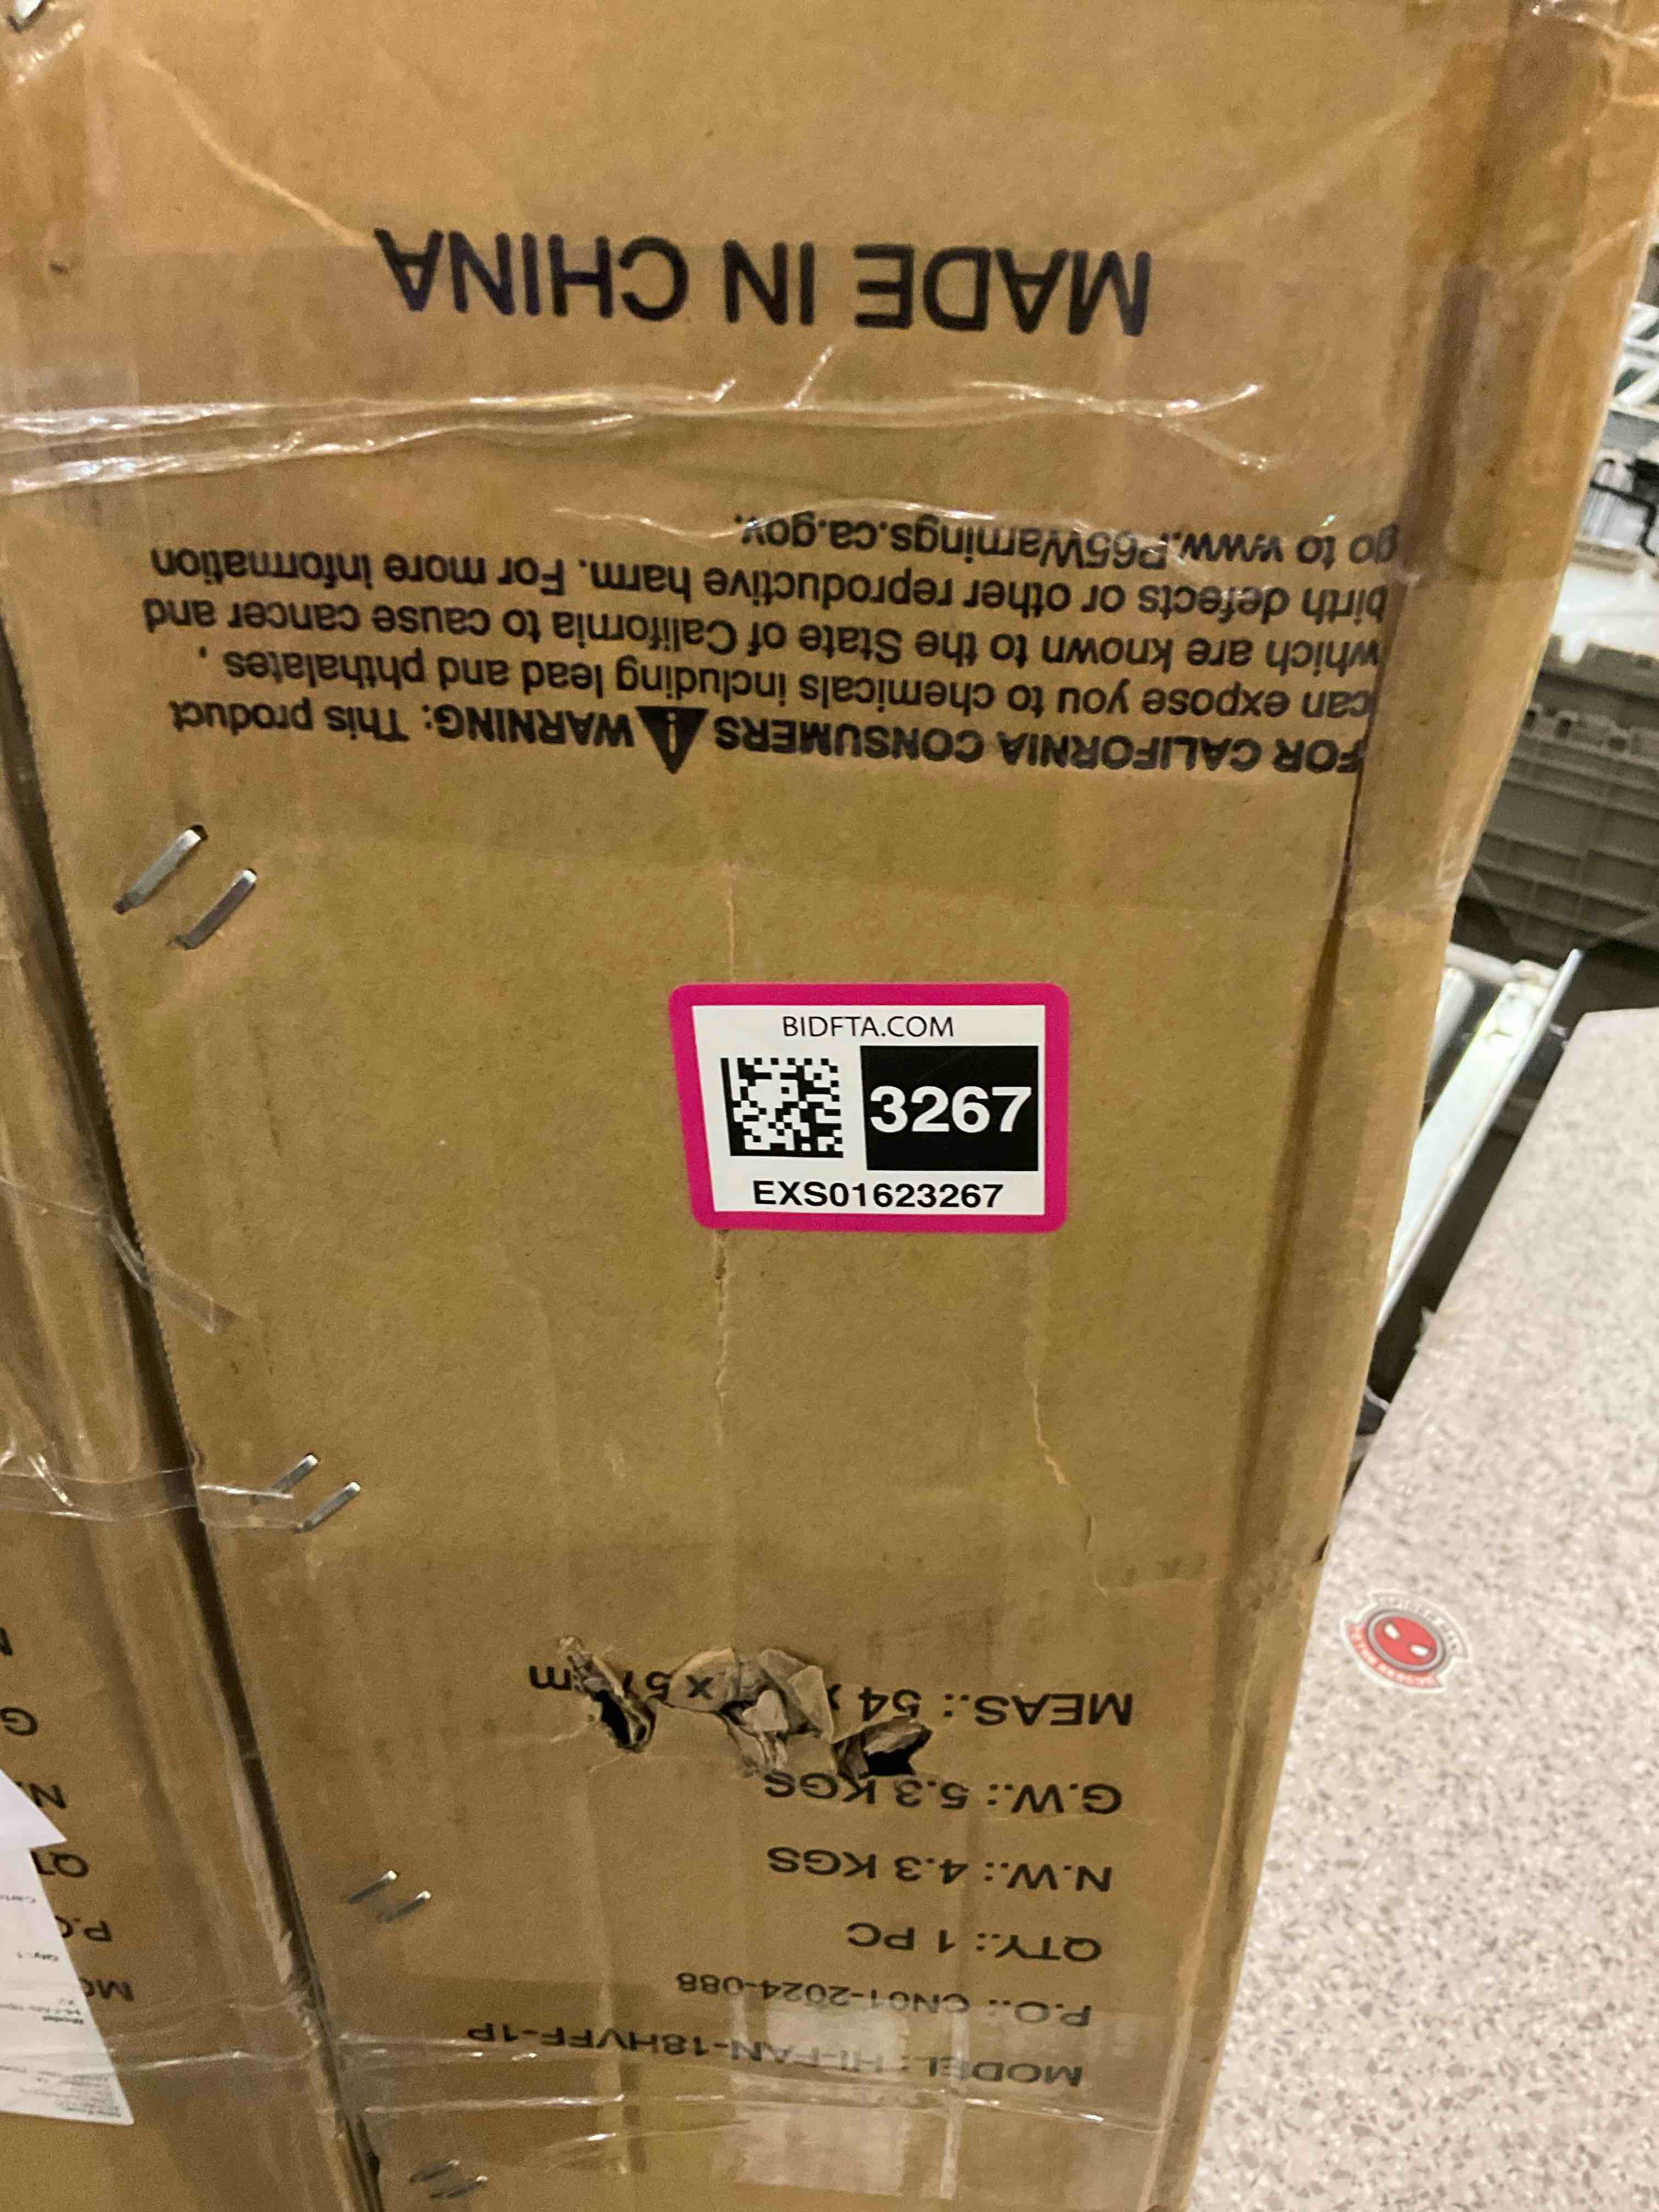 MADE IN CHINA
FOR CALIFORNIA CONSUMERS WARNING: This product
can expose you to chemicals including lead and phthalates ,
which are known to the State of California to cause cancer and
birth defects or other reproductive harm. For more information
go to www.P65Warnings.ca.gov.
BIDFTA.COM
3267
EXS01623267
MODEL: HI-FAN-18HVFF-1P
P.O.: CN01-2024-088
QTY.: 1 PC
N.W.: 4.3 KGS
G.W.: 5.3 KGS
MEAS.: 54 x